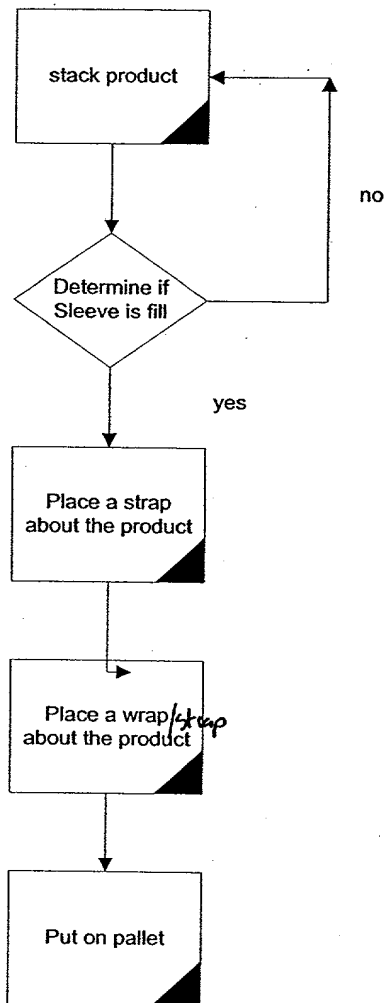 stack product
no
Determine if
Sleeve is fill
yes
Place a strap
about the product
Place a wrap/strap
about the product
Put on pallet